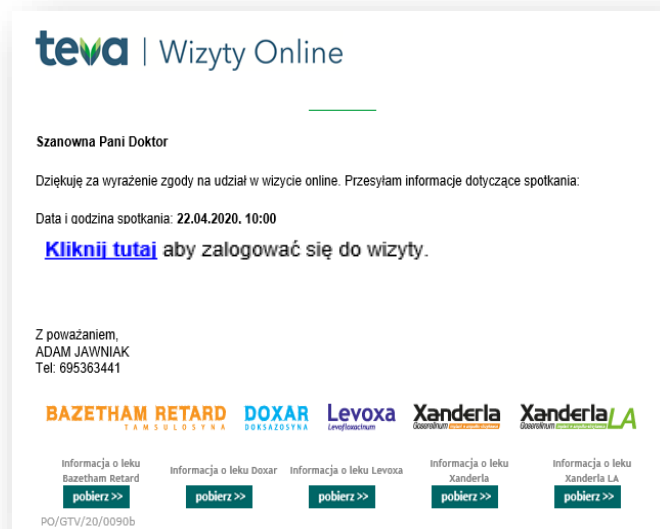 teva | Wizyty Online
Szanowna Pani Doktor
Dziękuję za wyrażenie zgody na udział w wizycie online. Przesyłam informacje dotyczące spotkania:
Data i godzina spotkania: 22.04.2020. 10:00
Kliknij tutaj aby zalogować się do wizyty.
Z poważaniem,
ADAM JAWNIAK
Tel: 695363441
BAZETHAM RETARD
TAMSULOSYNA
DOXAR
DOKSAZOSYNA
Levoxa
Levofloxacinum
Xanderla
Goserelinum
Xanderla LA
Goserelinum
Informacja o leku
Bazetham Retard
pobierz >>
Informacja o leku Doxar
pobierz >>
Informacja o leku Levoxa
pobierz >>
Informacja o leku
Xanderla
pobierz >>
Informacja o leku
Xanderla LA
pobierz >>
PO/GTV/20/0090b